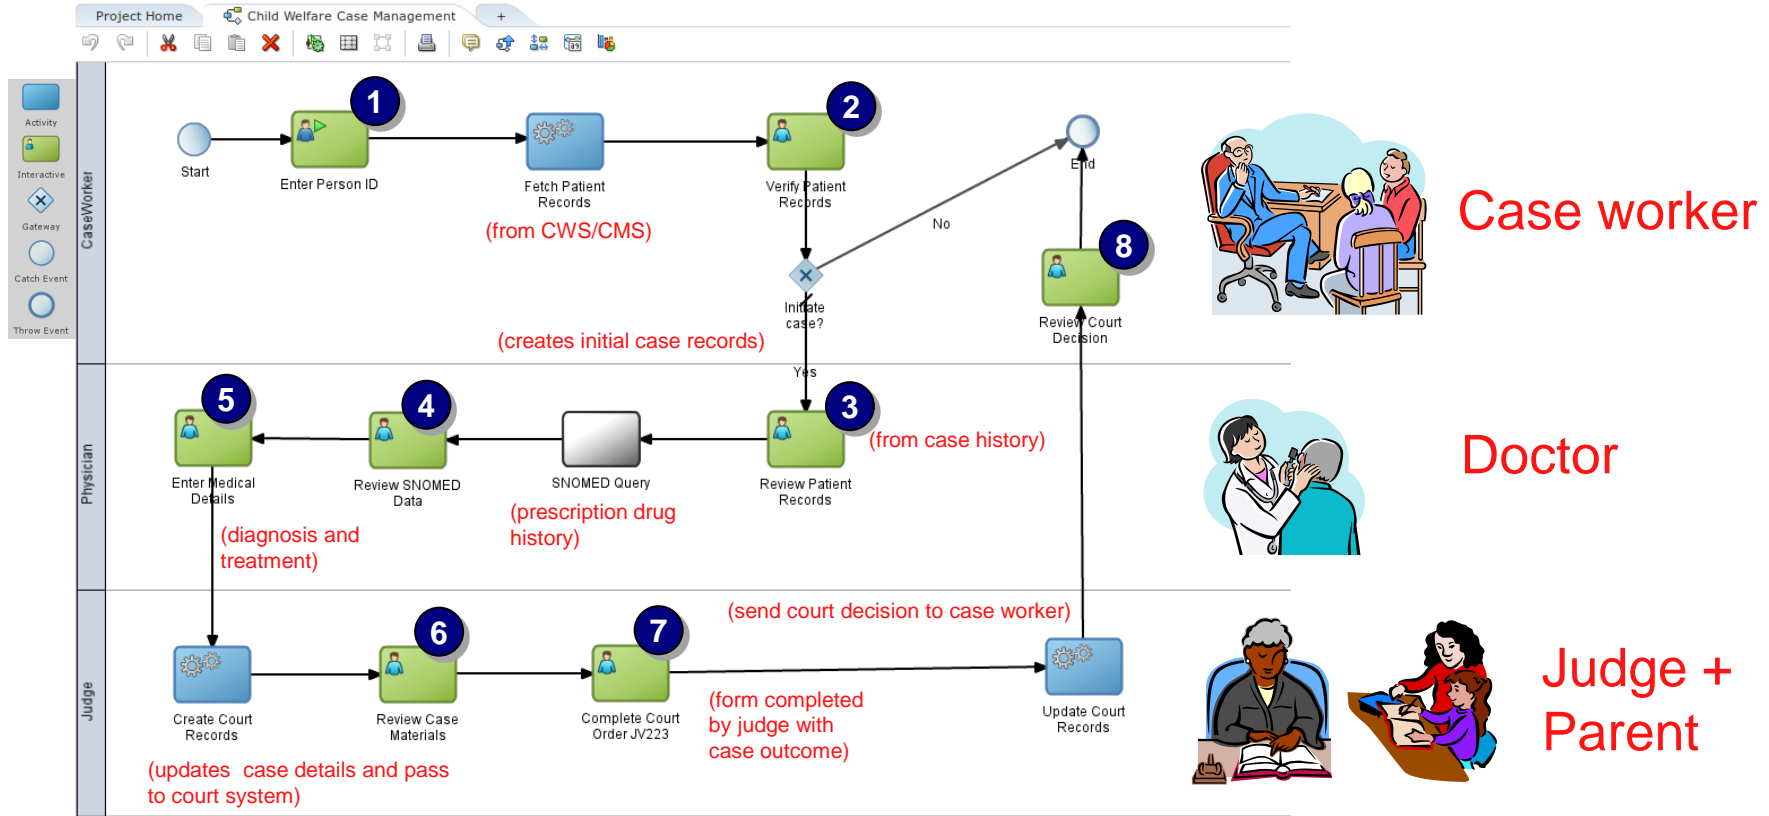 Project Home
Child Welfare Case Management
+
Activity
Interactive
Gateway
Catch Event
Throw Event
CaseWorker
Start
1
Enter Person ID
Fetch Patient
Records
(from CWS/CMS)
2
Verify Patient
Records
End
No
Initiate
case?
(creates initial case records)
Yes
8
Review Court
Decision
Case worker
Physician
5
Enter Medical
Details
(diagnosis and
treatment)
4
Review SNOMED
Data
SNOMED Query
(prescription drug
history)
3
Review Patient
Records
(from case history)
Doctor
Judge
Create Court
Records
(updates  case details and pass
to court system)
6
Review Case
Materials
7
Complete Court
Order JV223
(form completed
by judge with
case outcome)
(send court decision to case worker)
Update Court
Records
Judge +
Parent